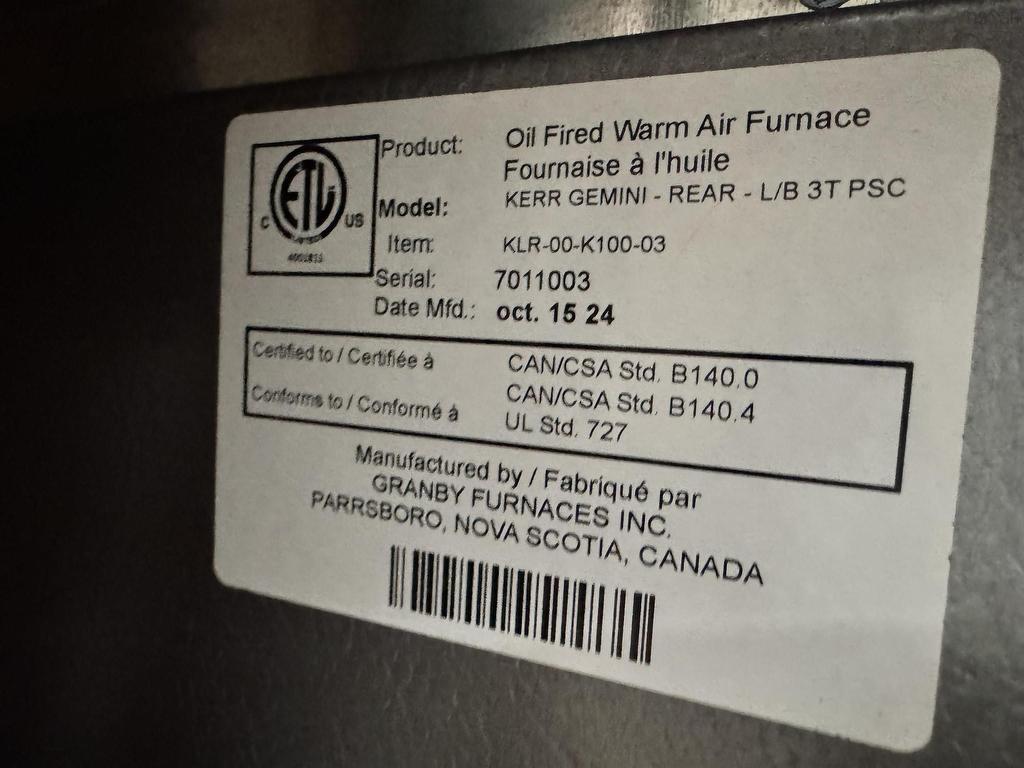 Product: Oil Fired Warm Air Furnace
Fournaise à l'huile
Model: KERR GEMINI - REAR - L/B 3T PSC
Item: KLR-00-K100-03
Serial: 7011003
Date Mfd.: oct. 15 24
C ETL US
Certified to / Certifiée à CAN/CSA Std. B140.0
CAN/CSA Std. B140.4
Conforms to / Conformé à UL Std. 727
Manufactured by / Fabriqué par
GRANBY FURNACES INC.
PARRSBORO, NOVA SCOTIA, CANADA